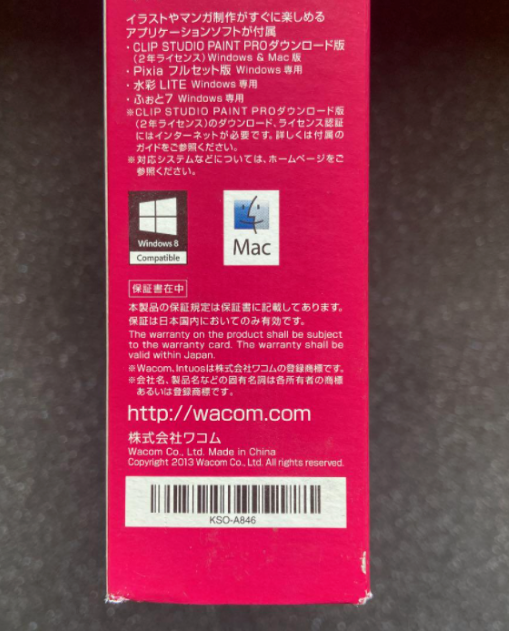 イラストやマンガ制作がすぐに楽しめる
アプリケーションソフトが付属
・CLIP STUDIO PAINT PROダウンロード版
(2年ライセンス)Windows & Mac 版
・Pixia フルセット版 Windows 専用
・水彩 LITE Windows 専用
・ふぉと7 Windows 専用
※CLIP STUDIO PAINT PROダウンロード版
(2年ライセンス)のダウンロード、ライセンス認証
にはインターネットが必要です。詳しくは付属の
ガイドをご参照ください。
※対応システムなどについては、ホームページをご
参照ください。
Windows 8
Compatible
Mac
保証書在中
本製品の保証規定は保証書に記載してあります。
保証は日本国内においてのみ有効です。
The warranty on the product shall be subject
to the warranty card. The warranty shall be
valid within Japan.
※Wacom、Intuosは株式会社ワコムの登録商標です。
※会社名、製品名などの固有名詞は各所有者の商標
あるいは登録商標です。
http://wacom.com
株式会社ワコム
Wacom Co., Ltd. Made in China
Copyright 2013 Wacom Co., Ltd. All rights reserved.
KSO-A846